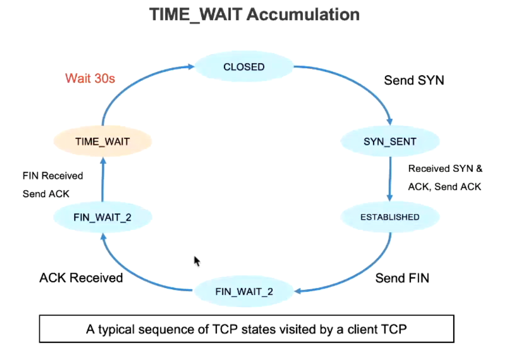 TIME_WAIT Accumulation
Wait 30s
CLOSED
Send SYN
TIME_WAIT
SYN_SENT
FIN Received
Send ACK
Received SYN &
ACK, Send ACK
FIN_WAIT_2
ESTABLISHED
ACK Received
FIN_WAIT_2
Send FIN
A typical sequence of TCP states visited by a client TCP